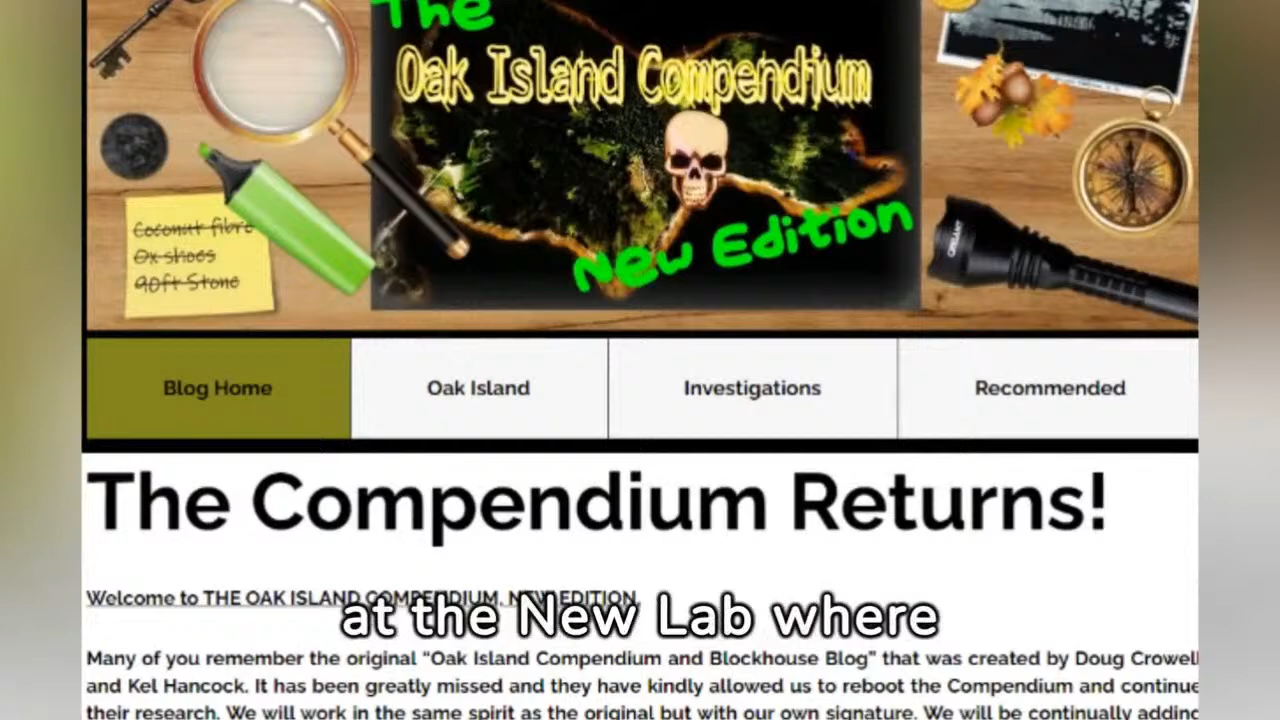 The
Oak Island Compendium
New Edition
Coconut fibre
Ox shoes
90ft Stone
Blog Home
Oak Island
Investigations
Recommended
The Compendium Returns!
Welcome to THE OAK ISLAND COMPENDIUM, NEW EDITION
at the New Lab where
Many of you remember the original “Oak Island Compendium and Blockhouse Blog” that was created by Doug Crowell
and Kel Hancock. It has been greatly missed and they have kindly allowed us to reboot the Compendium and continue
their research. We will work in the same spirit as the original but with our own signature. We will be continually adding